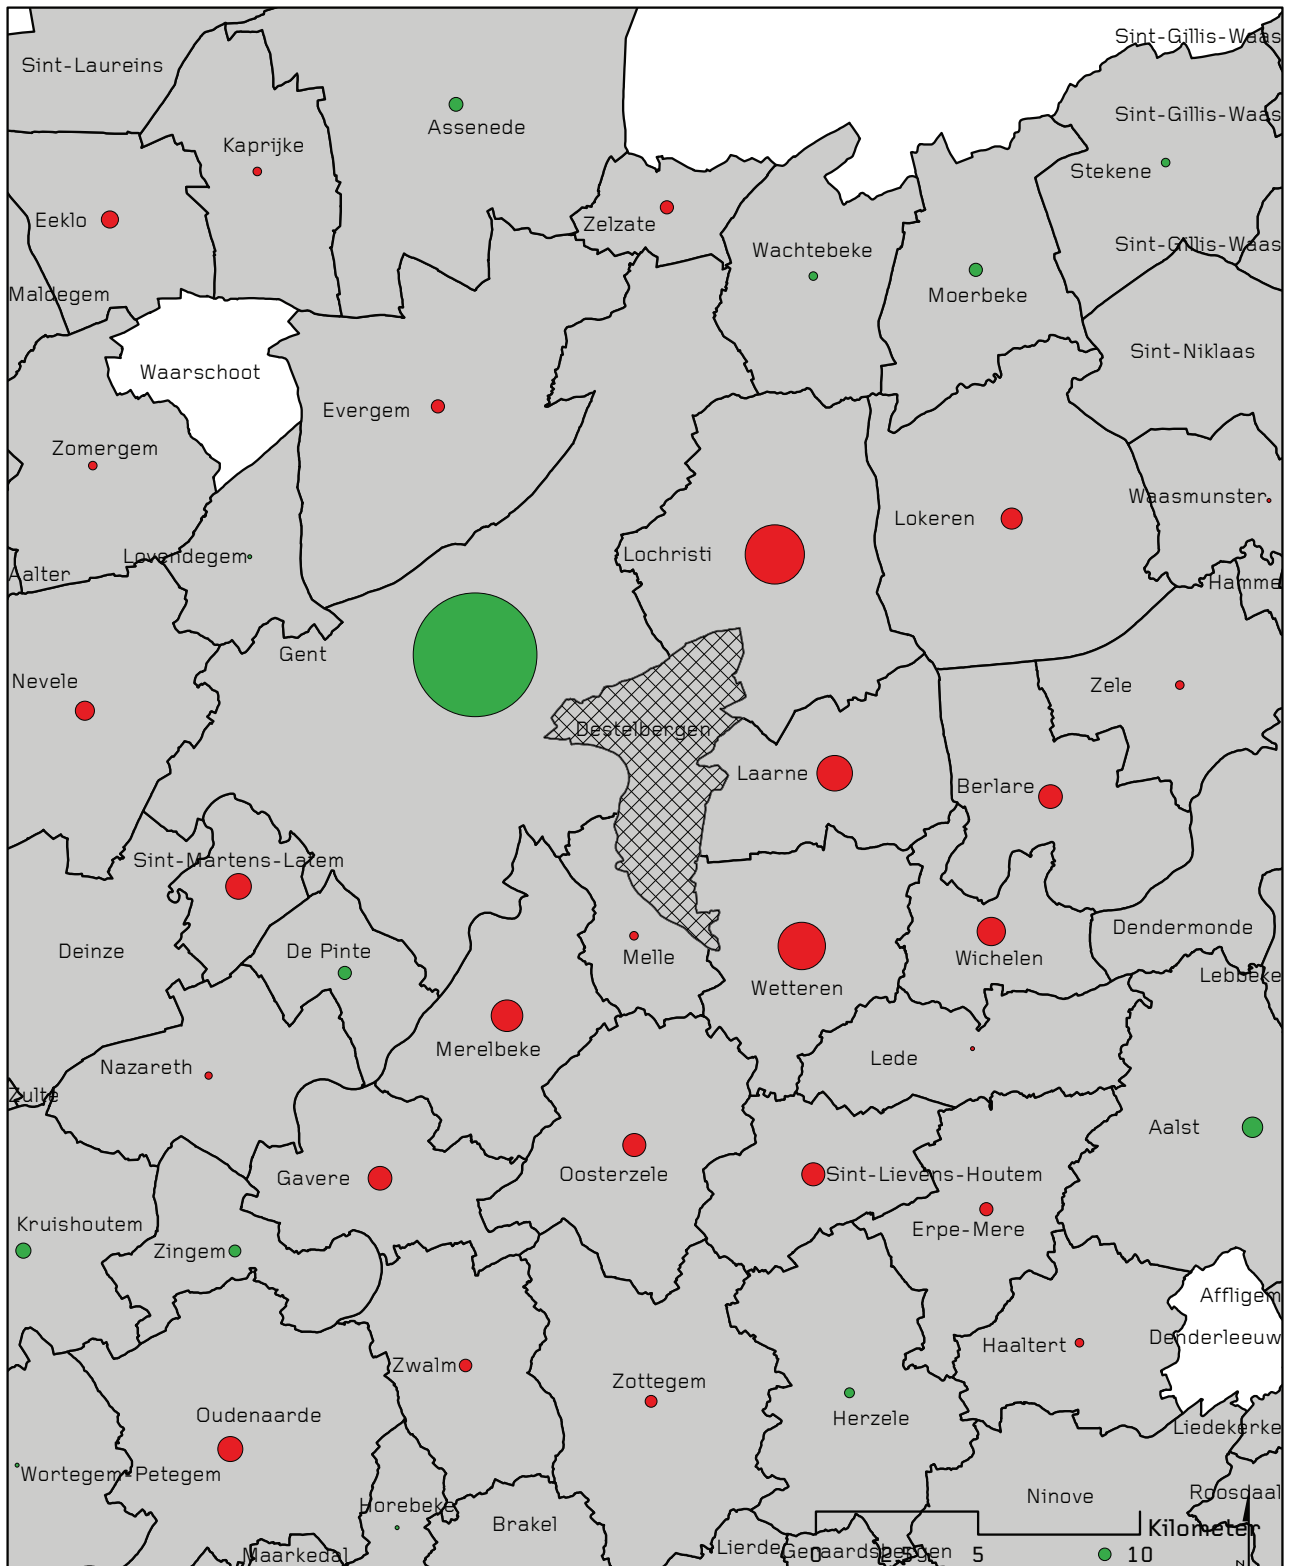 Sint-Gillis-Waas
Sint-Laureins
Sint-Gillis-Waas
Assenede
Kaprijke
Stekene
Eeklo
Zelzate
Sint-Gillis-Waas
Wachtebeke
Maldegem
Moerbeke
Sint-Niklaas
Waarschoot
Evergem
Zomergem
Waasmunster
Lokeren
Lovendegem
Lochristi
Aalter
Hamme
Gent
Nevele
Zele
Destelbergen
Laarne
Berlare
Sint-Martens-Latem
Dendermonde
Deinze
De Pinte
Melle
Wichelen
Lebbeke
Wetteren
Merelbeke
Lede
Nazareth
Zulte
Aalst
Gavere
Oosterzele
Sint-Lievens-Houtem
Kruishoutem
Erpe-Mere
Zingem
Affligem
Denderleeuw
Haaltert
Zwalm
Zottegem
Oudenaarde
Herzele
Liedekerke
Wortegem-Petegem
Roosdaal
Ninove
Horebeke
Brakel
Kilometer
Lierde
Geraardsbergen
Maarkedal
0 2,5 5 10
N